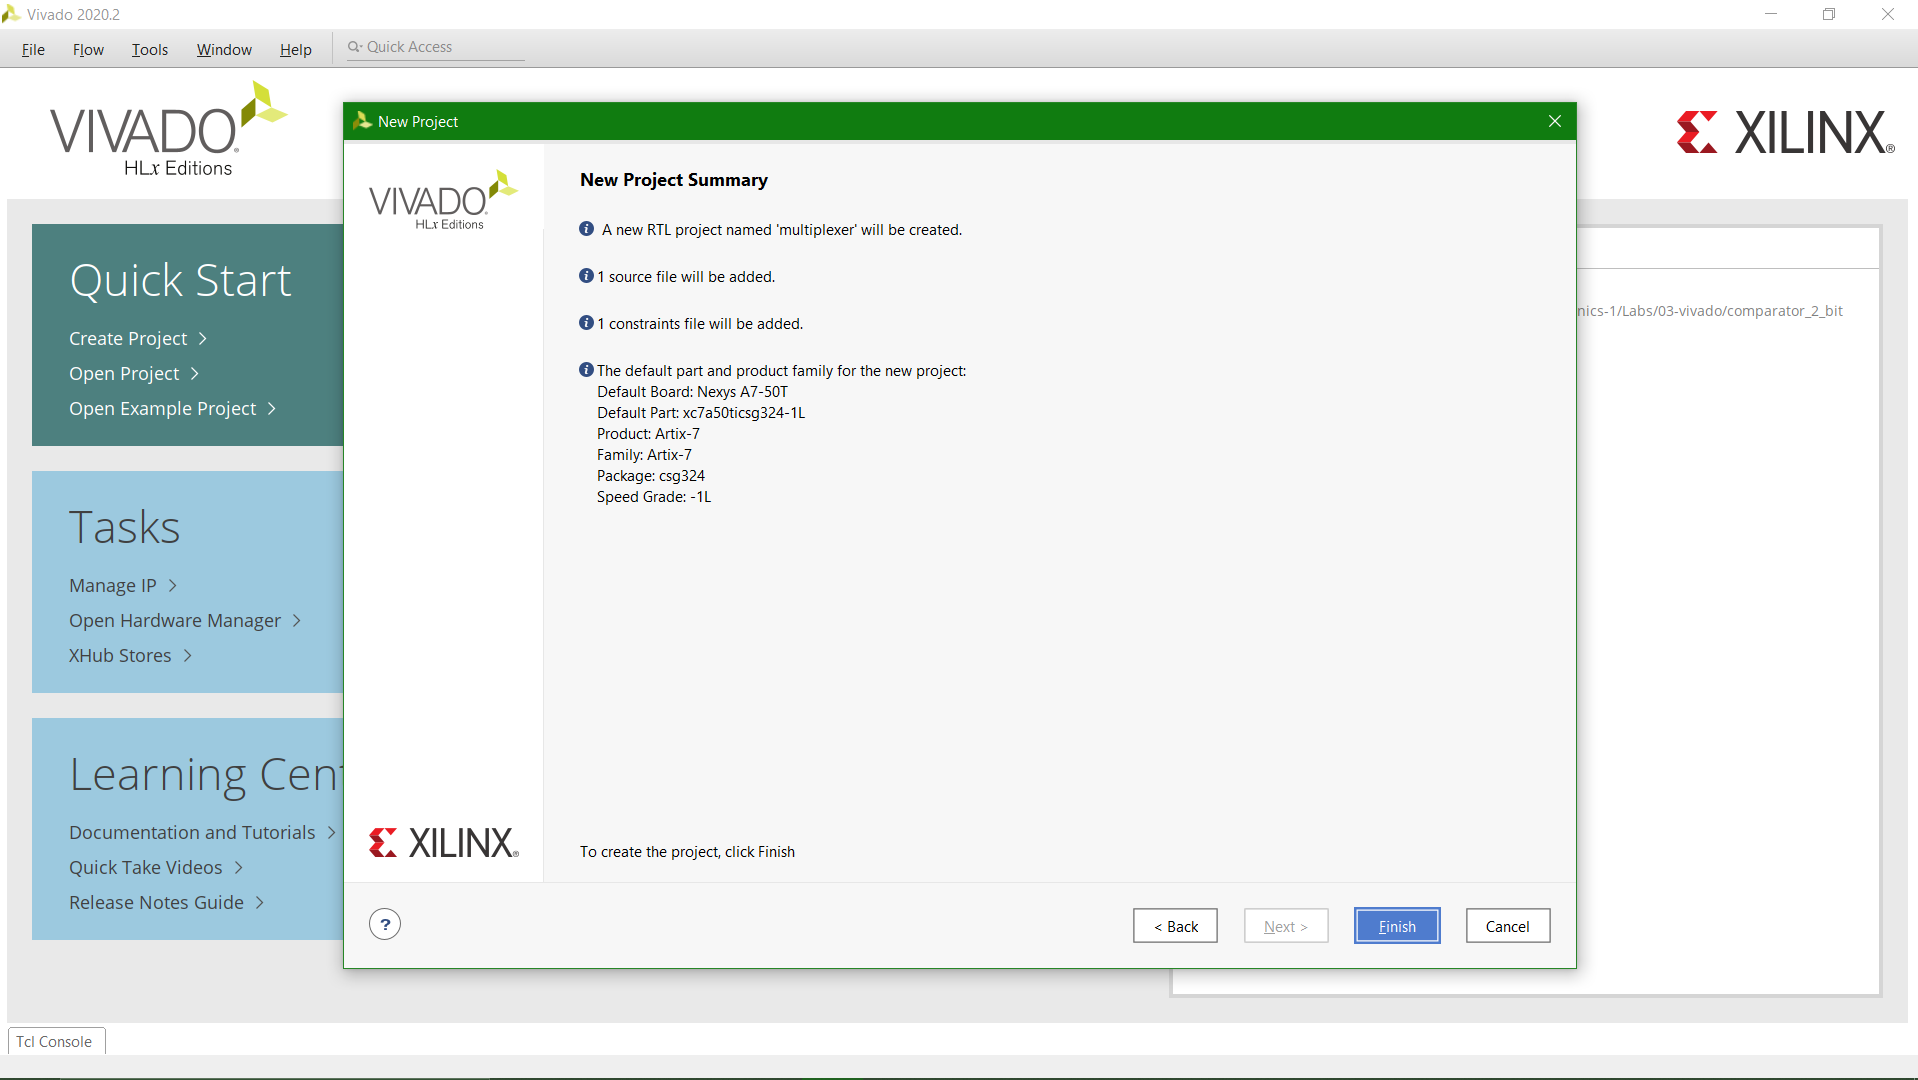 Vivado 2020.2
File Flow Tools Window Help Quick Access
VIVADO
HLx Editions
XILINX®
New Project
VIVADO
HLx Editions
New Project Summary
A new RTL project named 'multiplexer' will be created.
1 source file will be added.
1 constraints file will be added.
The default part and product family for the new project:
Default Board: Nexys A7-50T
Default Part: xc7a50ticsg324-1L
Product: Artix-7
Family: Artix-7
Package: csg324
Speed Grade: -1L
XILINX®
To create the project, click Finish
?
< Back
Next >
Finish
Cancel
Quick Start
Create Project >
Open Project >
Open Example Project >
Tasks
Manage IP >
Open Hardware Manager >
XHub Stores >
Learning Cent
Documentation and Tutorials >
Quick Take Videos >
Release Notes Guide >
nics-1/Labs/03-vivado/comparator_2_bit
Tcl Console